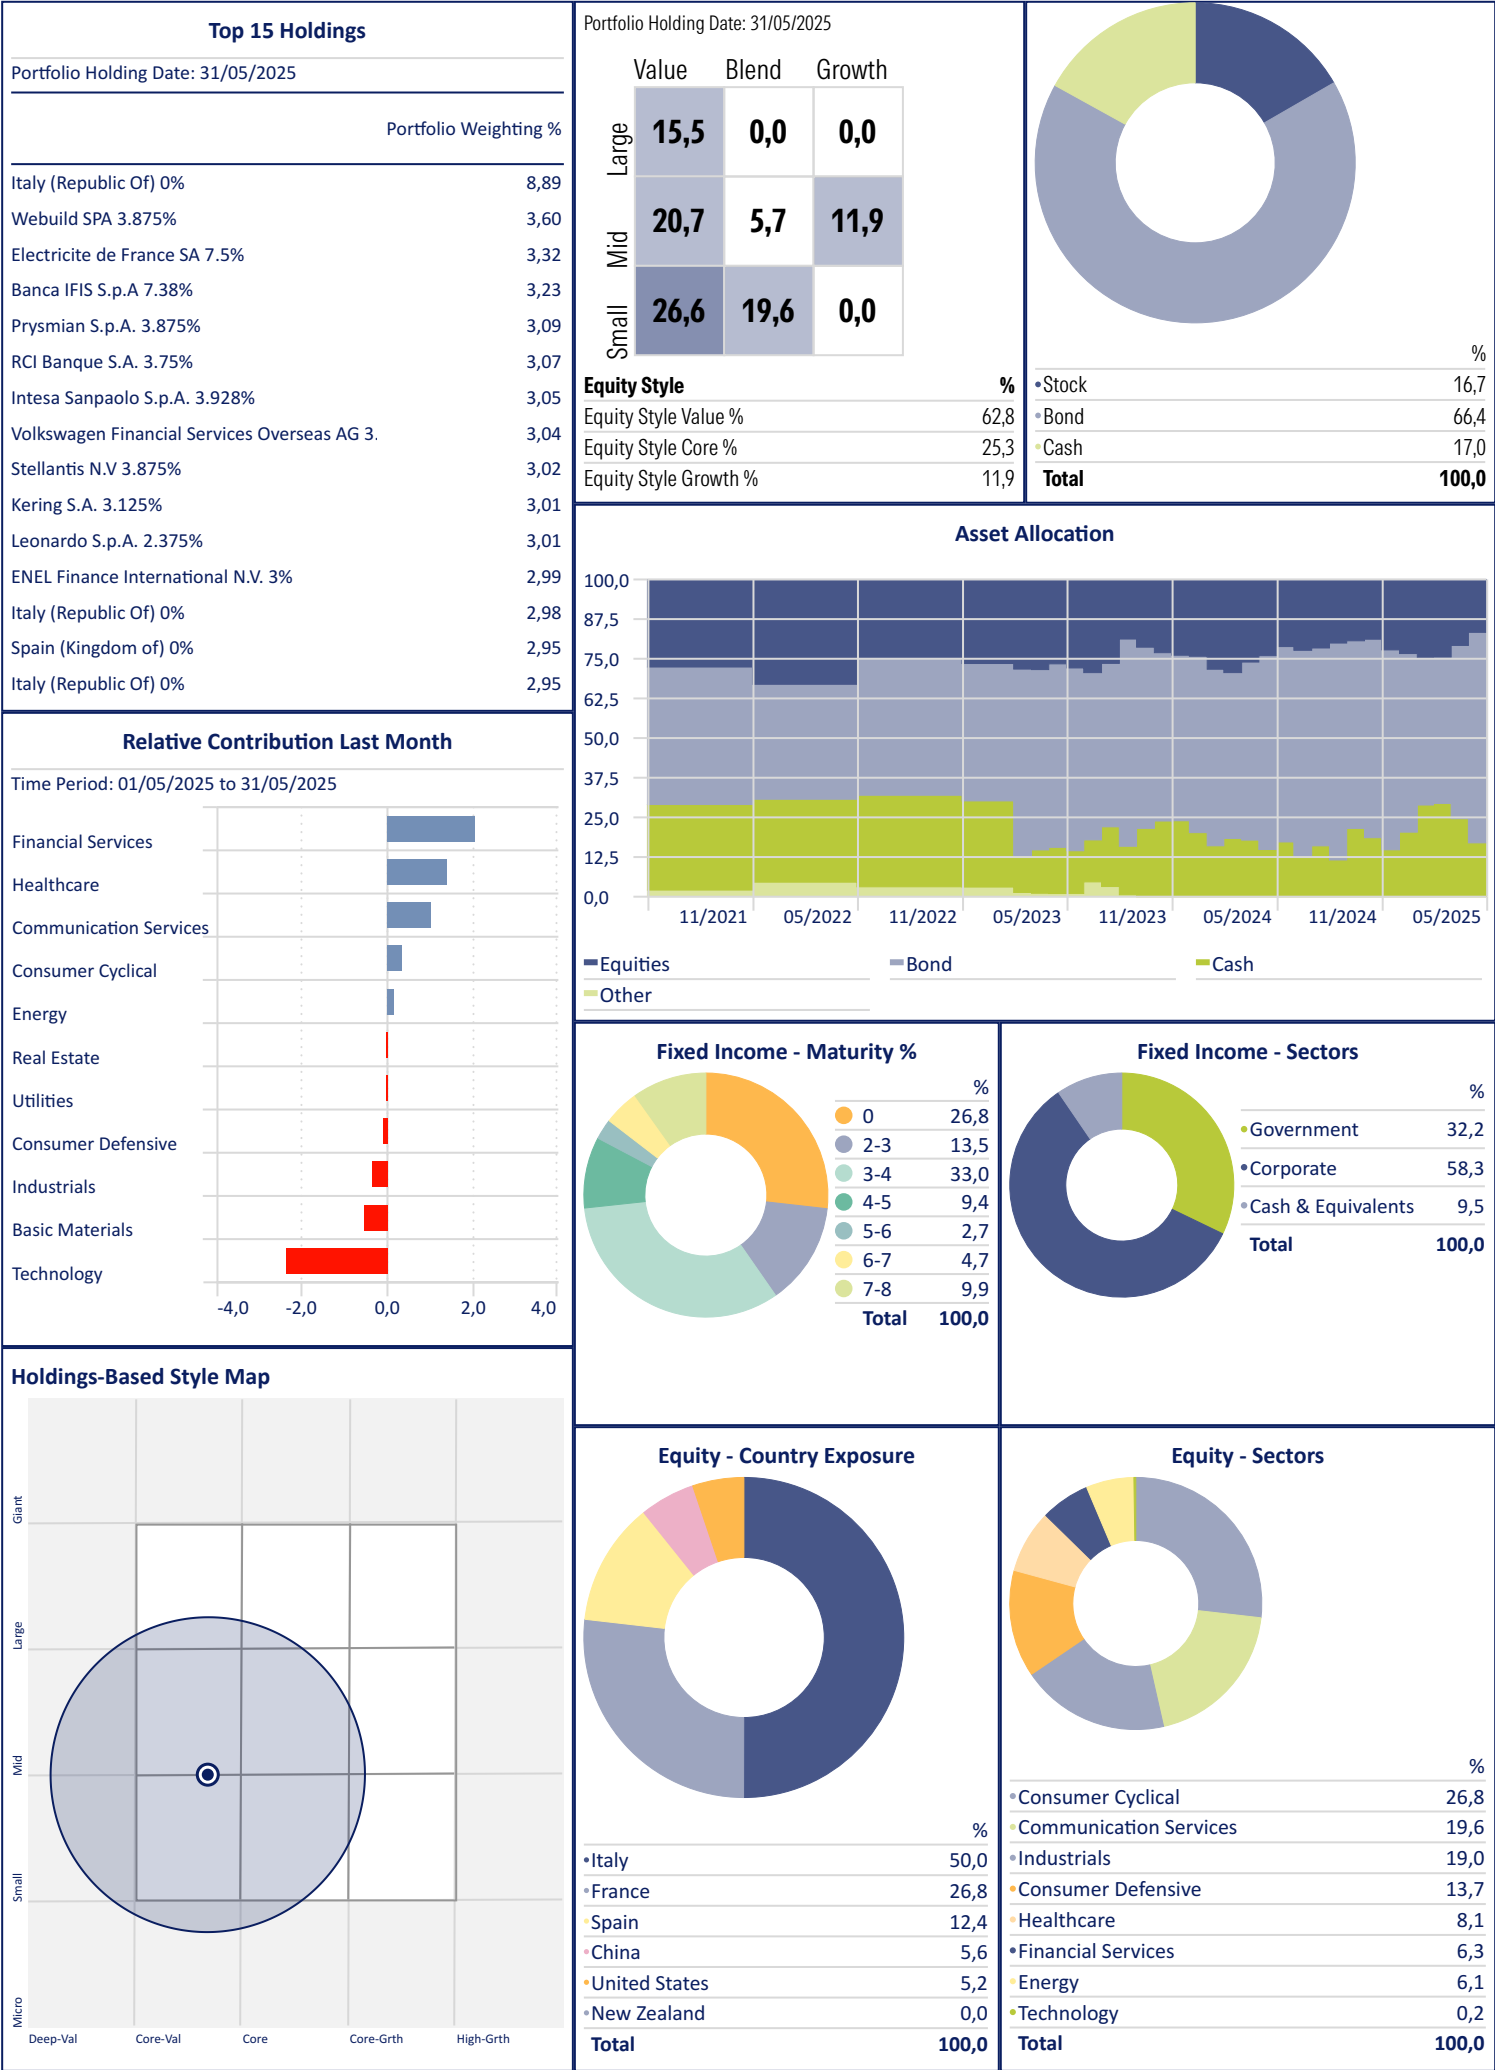 Top 15 Holdings
Portfolio Holding Date: 31/05/2025
Portfolio Weighting %
Italy (Republic Of) 0% 8,89
Webuild SPA 3.875% 3,60
Electricite de France SA 7.5% 3,32
Banca IFIS S.p.A 7.38% 3,23
Prysmian S.p.A. 3.875% 3,09
RCI Banque S.A. 3.75% 3,07
Intesa Sanpaolo S.p.A. 3.928% 3,05
Volkswagen Financial Services Overseas AG 3. 3,04
Stellantis N.V 3.875% 3,02
Kering S.A. 3.125% 3,01
Leonardo S.p.A. 2.375% 3,01
ENEL Finance International N.V. 3% 2,99
Italy (Republic Of) 0% 2,98
Spain (Kingdom of) 0% 2,95
Italy (Republic Of) 0% 2,95
Portfolio Holding Date: 31/05/2025
Value Blend Growth
Large 15,5 0,0 0,0
Mid 20,7 5,7 11,9
Small 26,6 19,6 0,0
Equity Style %
Equity Style Value % 62,8
Equity Style Core % 25,3
Equity Style Growth % 11,9
%
Stock 16,7
Bond 66,4
Cash 17,0
Total 100,0
Asset Allocation
100,0
87,5
75,0
62,5
50,0
37,5
25,0
12,5
0,0
11/2021 05/2022 11/2022 05/2023 11/2023 05/2024 11/2024 05/2025
Equities Bond Cash
Other
Relative Contribution Last Month
Time Period: 01/05/2025 to 31/05/2025
Financial Services
Healthcare
Communication Services
Consumer Cyclical
Energy
Real Estate
Utilities
Consumer Defensive
Industrials
Basic Materials
Technology
-4,0 -2,0 0,0 2,0 4,0
Fixed Income - Maturity %
%
0 26,8
2-3 13,5
3-4 33,0
4-5 9,4
5-6 2,7
6-7 4,7
7-8 9,9
Total 100,0
Fixed Income - Sectors
%
Government 32,2
Corporate 58,3
Cash & Equivalents 9,5
Total 100,0
Holdings-Based Style Map
Giant
Large
Mid
Small
Micro
Deep-Val Core-Val Core Core-Grth High-Grth
Equity - Country Exposure
%
Italy 50,0
France 26,8
Spain 12,4
China 5,6
United States 5,2
New Zealand 0,0
Total 100,0
Equity - Sectors
%
Consumer Cyclical 26,8
Communication Services 19,6
Industrials 19,0
Consumer Defensive 13,7
Healthcare 8,1
Financial Services 6,3
Energy 6,1
Technology 0,2
Total 100,0